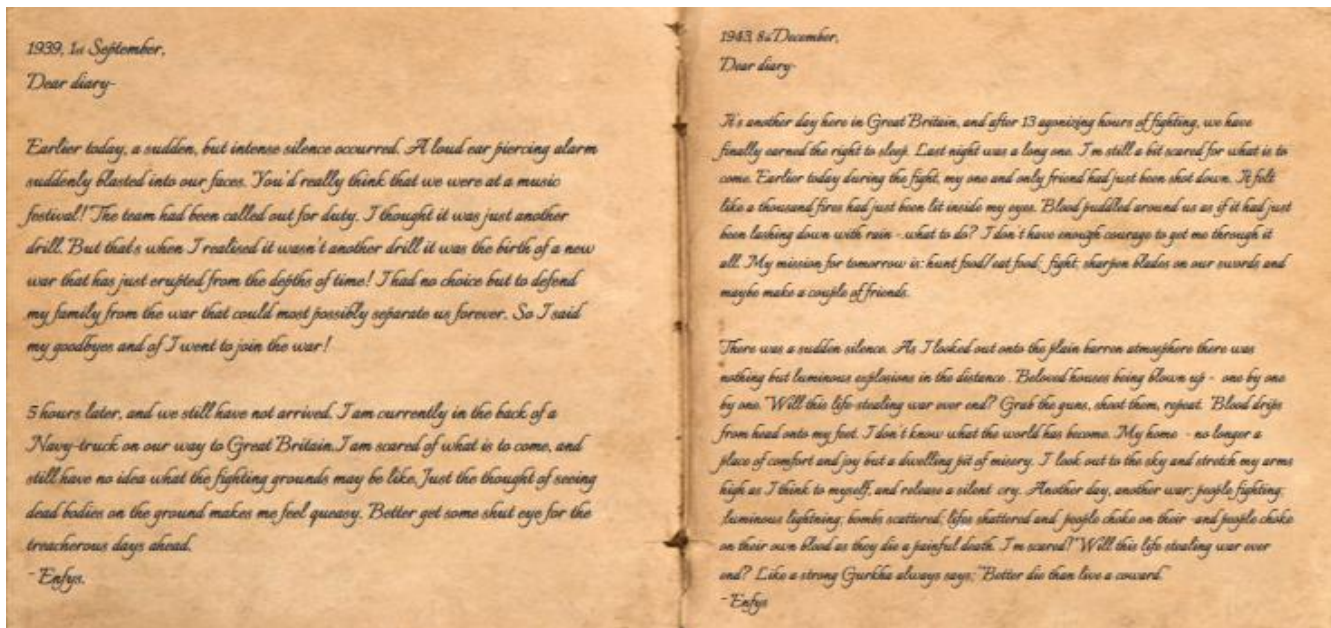 1939, 1st September,
Dear diary-
Earlier today, a sudden, but intense silence occurred. A loud ear piercing alarm
suddenly blasted into our faces. You'd really think that we were at a music
festival! The team had been called out for duty. I thought it was just another
drill. But that's when I realised it wasn't another drill it was the birth of a new
war that has just erupted from the depths of time! I had no choice but to defend
my family from the war that could most possibly separate us forever. So I said
my goodbyes and of I went to join the war!
5 hours later, and we still have not arrived. I am currently in the back of a
Navy-truck on our way to Great Britain.I am scared of what is to come, and
still have no idea what the fighting grounds may be like. Just the thought of seeing
dead bodies on the ground makes me feel queasy. Better get some shut eye for the
treacherous days ahead.
~Enfys.
1943, 8th December,
Dear diary-
It's another day here in Great Britain, and after 13 agonizing hours of fighting, we have
finally earned the right to sleep. Last night was a long one. I'm still a bit scared for what is to
come. Earlier today during the fight, my one and only friend had just been shot down. It felt
like a thousand fires had just been lit inside my eyes. Blood puddled around us as if it had just
been lashing down with rain - what to do? I don't have enough courage to get me through it
all. My mission for tomorrow is: hunt food/eat food; fight; sharpen blades on our swords and
maybe make a couple of friends.
There was a sudden silence. As I looked out onto the plain barren atmosphere there was
nothing but luminous explosions in the distance . Beloved houses being blown up - one by one
by one. Will this life-stealing war ever end? Grab the guns, shoot them, repeat. Blood drips
from head onto my feet. I don't know what the world has become. My home - no longer a
place of comfort and joy but a dwelling pit of misery. I look out to the sky and stretch my arms
high as I think to myself, and release a silent cry. Another day, another war; people fighting;
luminous lightning; bombs scattered; lifes shattered and people choke on their -and people choke
on their own blood as they die a painful death. I'm scared! Will this life stealing war ever
end? Like a strong Gurkha always says; "Better die than live a coward."
~Enfys